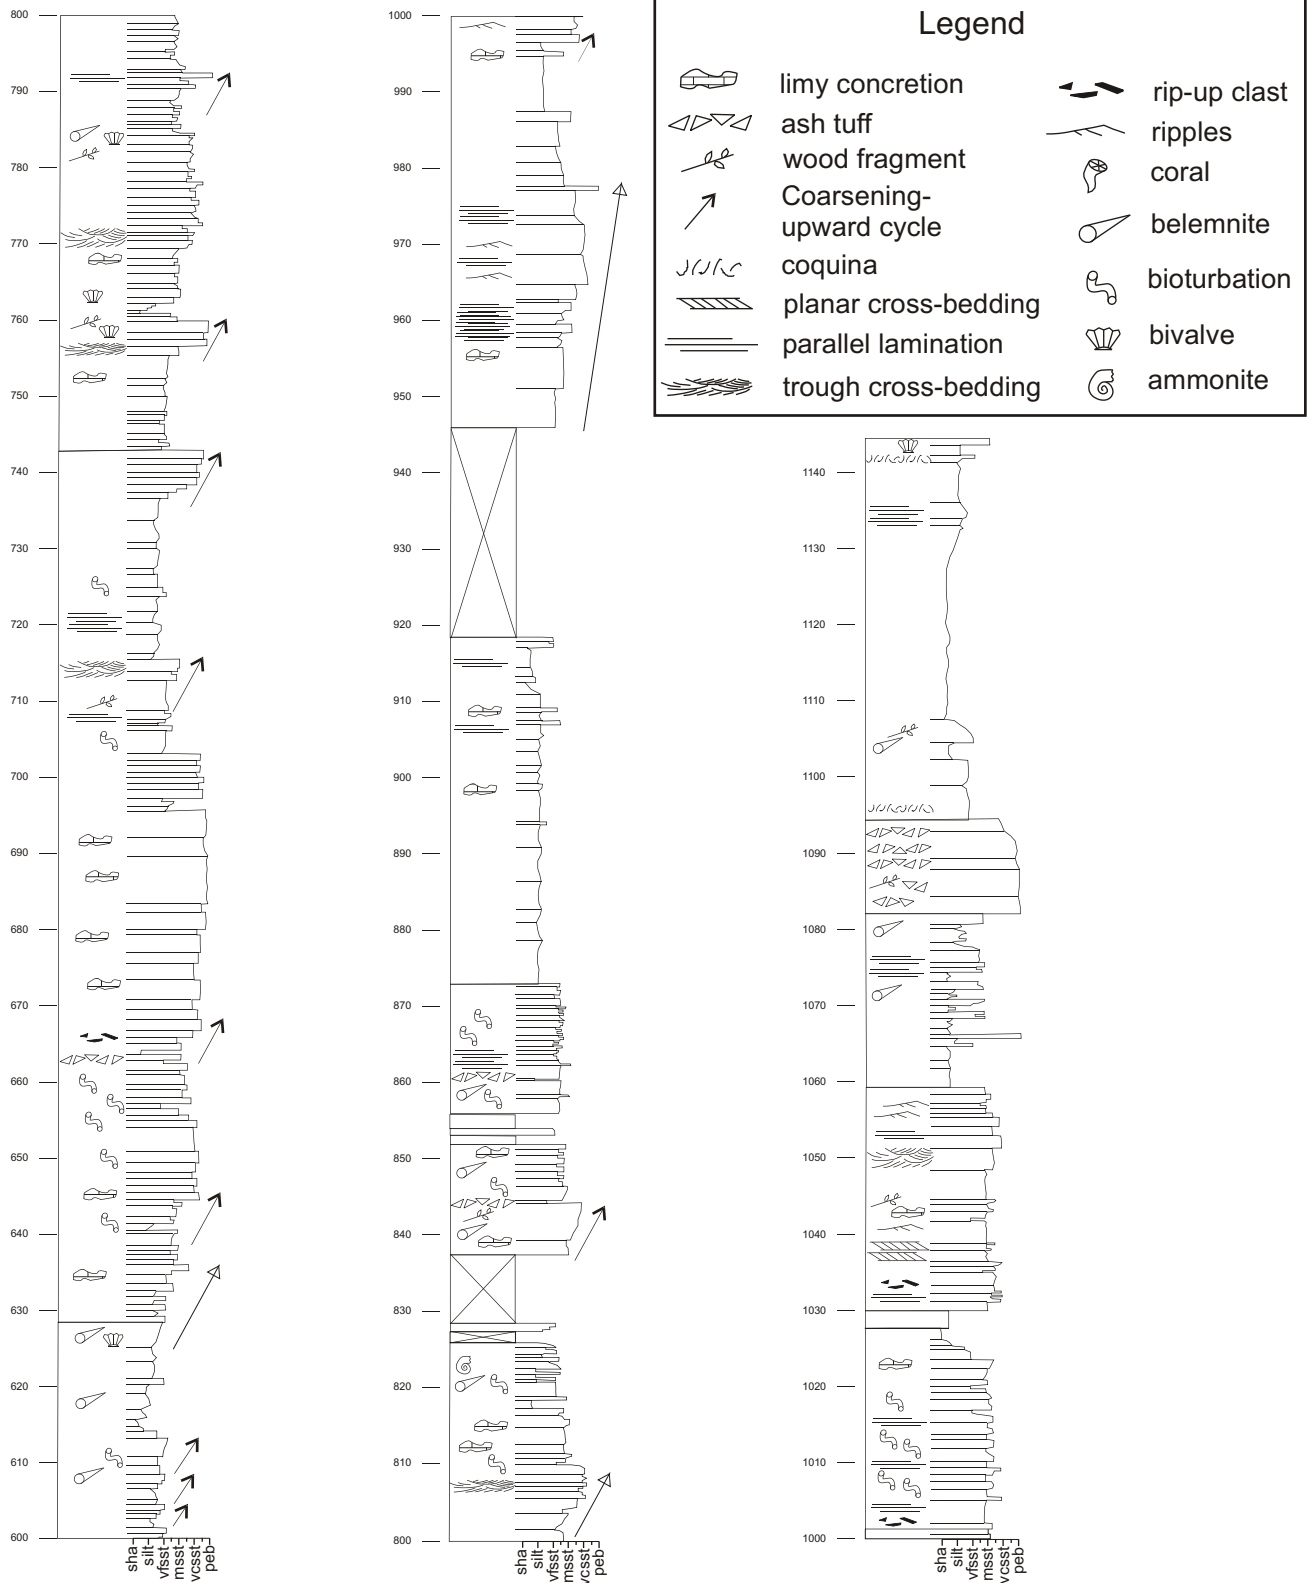 Legend
limy concretion
ash tuff
wood fragment
Coarsening-
upward cycle
coquina
planar cross-bedding
parallel lamination
trough cross-bedding
rip-up clast
ripples
coral
belemnite
bioturbation
bivalve
ammonite
800
790
780
770
760
750
740
730
720
710
700
690
680
670
660
650
640
630
620
610
600
sha
silt
vfsst
msst
vcsst
peb
1000
990
980
970
960
950
940
930
920
910
900
890
880
870
860
850
840
830
820
810
800
sha
silt
vfsst
msst
vcsst
peb
1140
1130
1120
1110
1100
1090
1080
1070
1060
1050
1040
1030
1020
1010
1000
sha
silt
vfsst
msst
vcsst
peb